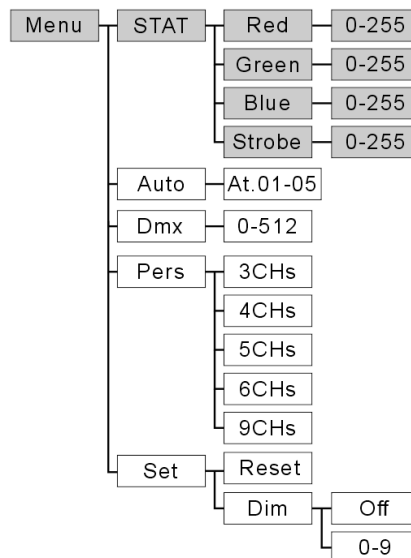 Menu STAT Red 0-255
Green 0-255
Blue 0-255
Strobe 0-255
Auto At.01-05
Dmx 0-512
Pers 3CHs
4CHs
5CHs
6CHs
9CHs
Set Reset
Dim Off
0-9